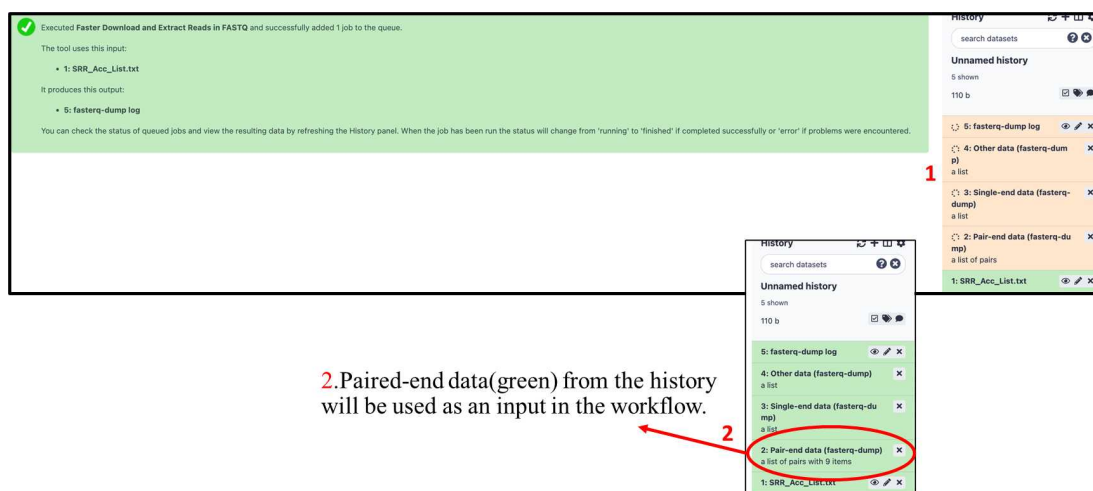 Executed Faster Download and Extract Reads in FASTQ and successfully added 1 job to the queue.
The tool uses this input:
• 1: SRR_Acc_List.txt
It produces this output:
• 5: fasterq-dump log
You can check the status of queued jobs and view the resulting data by refreshing the History panel. When the job has been run the status will change from 'running' to 'finished' if completed successfully or 'error' if problems were encountered.
History
search datasets
Unnamed history
5 shown
110 b
5: fasterq-dump log
4: Other data (fasterq-dum
p)
a list
1
3: Single-end data (fasterq-
dump)
a list
2: Pair-end data (fasterq-du
mp)
a list of pairs
1: SRR_Acc_List.txt
History
search datasets
Unnamed history
5 shown
110 b
5: fasterq-dump log
4: Other data (fasterq-dump)
a list
3: Single-end data (fasterq-du
mp)
a list
2: Pair-end data (fasterq-dump)
a list of pairs with 9 items
1: SRR_Acc_List.txt
2.Paired-end data(green) from the history
will be used as an input in the workflow.
2